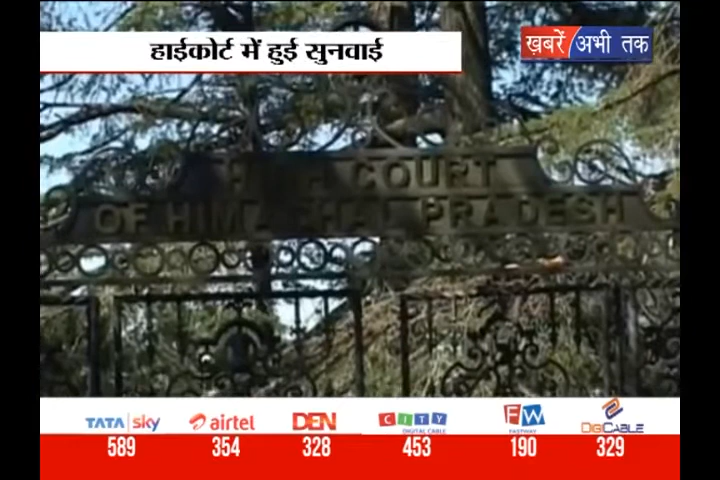 हाईकोर्ट में हुई सुनवाई
ख़बरें अभी तक
HIGH COURT
OF HIMACHAL PRADESH
TATA sky airtel DEN CITY FW DIGICABLE
DIGITAL CABLE FASTWAY
589 354 328 453 190 329